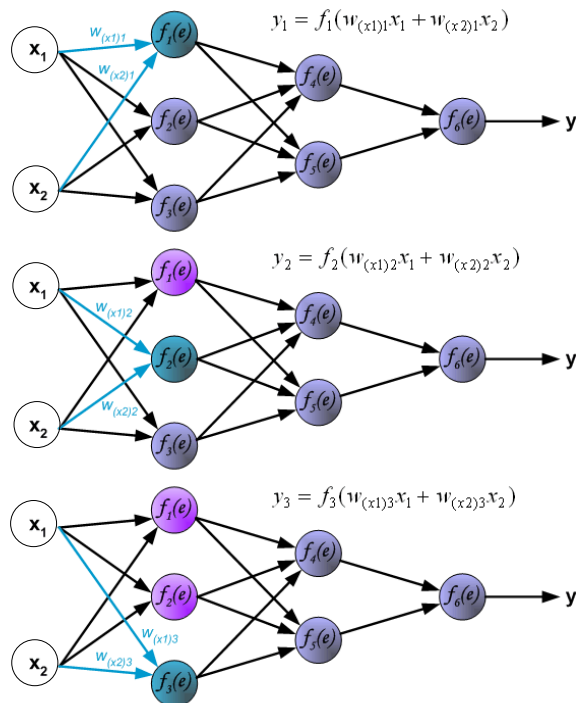 y₁ = f₁(w₍ₓ₁₎₁x₁ + w₍ₓ₂₎₁x₂)
x₁
w₍ₓ₁₎₁
w₍ₓ₂₎₁
f₁(e)
f₄(e)
f₂(e)
f₆(e)
y
f₅(e)
x₂
f₃(e)
y₂ = f₂(w₍ₓ₁₎₂x₁ + w₍ₓ₂₎₂x₂)
f₁(e)
x₁
w₍ₓ₁₎₂
f₄(e)
f₂(e)
f₆(e)
y
w₍ₓ₂₎₂
f₅(e)
x₂
f₃(e)
y₃ = f₃(w₍ₓ₁₎₃x₁ + w₍ₓ₂₎₃x₂)
f₁(e)
x₁
f₄(e)
f₂(e)
f₆(e)
y
w₍ₓ₁₎₃
f₅(e)
x₂
w₍ₓ₂₎₃
f₃(e)